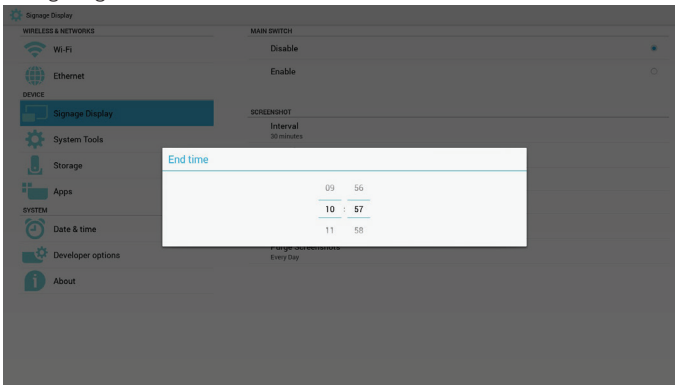 Signage Display
WIRELESS & NETWORKS
Wi-Fi
Ethernet
DEVICE
Signage Display
System Tools
Storage
Apps
SYSTEM
Date & time
Developer options
About
MAIN SWITCH
Disable
Enable
SCREENSHOT
Interval
30 minutes
Purge Screenshots
Every Day
End time
09 56
10 : 57
11 58